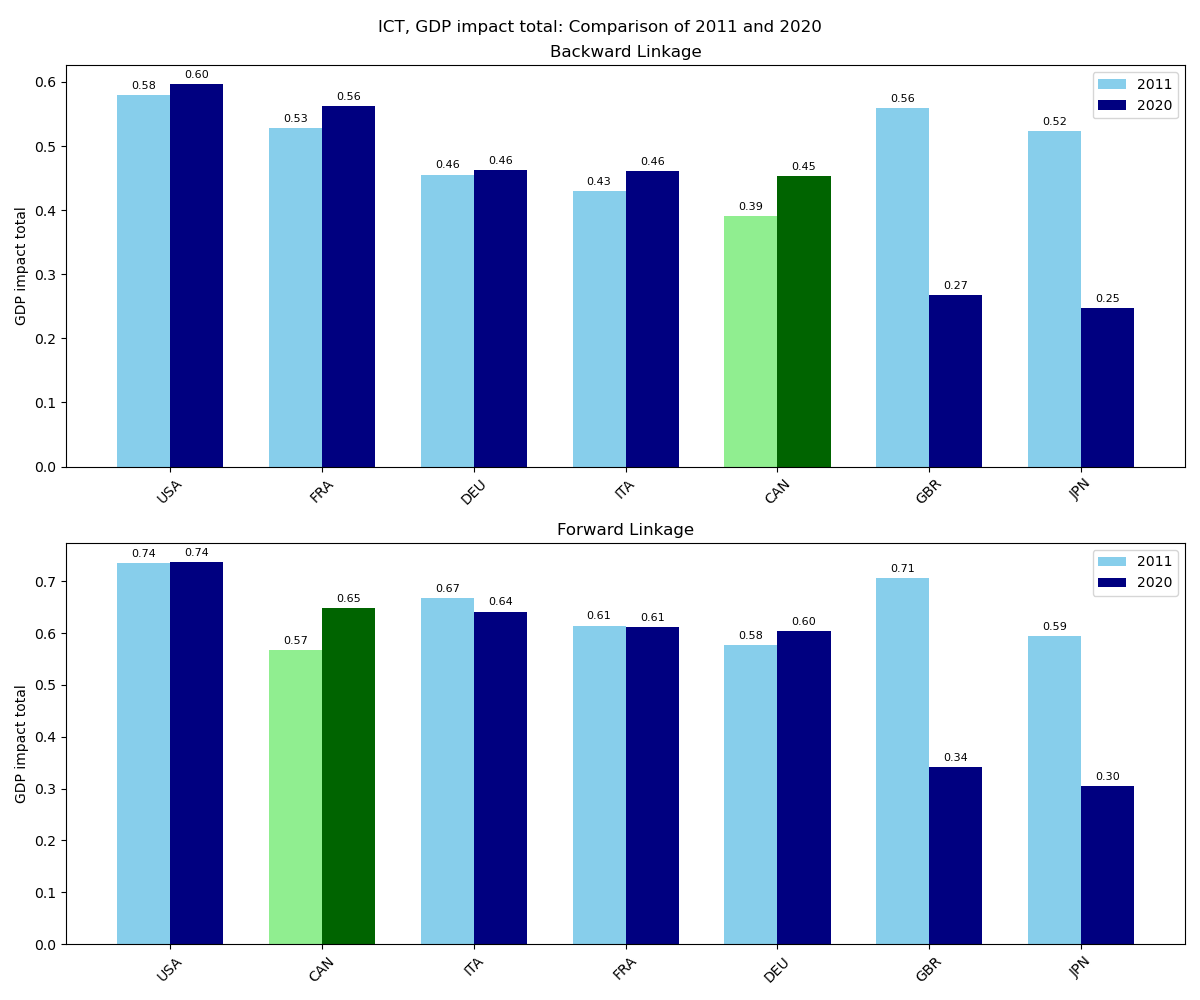 ICT, GDP impact total: Comparison of 2011 and 2020
Backward Linkage
GDP impact total
0.6
0.5
0.4
0.3
0.2
0.1
0.0
0.58 0.60 0.53 0.56 0.46 0.46 0.43 0.46 0.39 0.45 0.56 0.27 0.52 0.25
2011
2020
USA FRA DEU ITA CAN GBR JPN
Forward Linkage
GDP impact total
0.7
0.6
0.5
0.4
0.3
0.2
0.1
0.0
0.74 0.74 0.57 0.65 0.67 0.64 0.61 0.61 0.58 0.60 0.71 0.34 0.59 0.30
2011
2020
USA CAN ITA FRA DEU GBR JPN